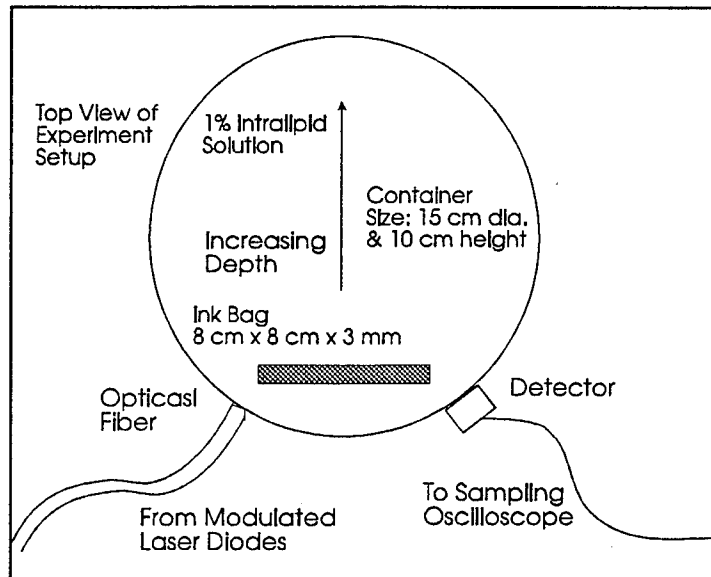 Top View of
Experiment
Setup
1% Intralipid
Solution
Container
Size: 15 cm dia.
& 10 cm height
Increasing
Depth
Ink Bag
8 cm x 8 cm x 3 mm
Opticasl
Fiber
Detector
From Modulated
Laser Diodes
To Sampling
Oscilloscope